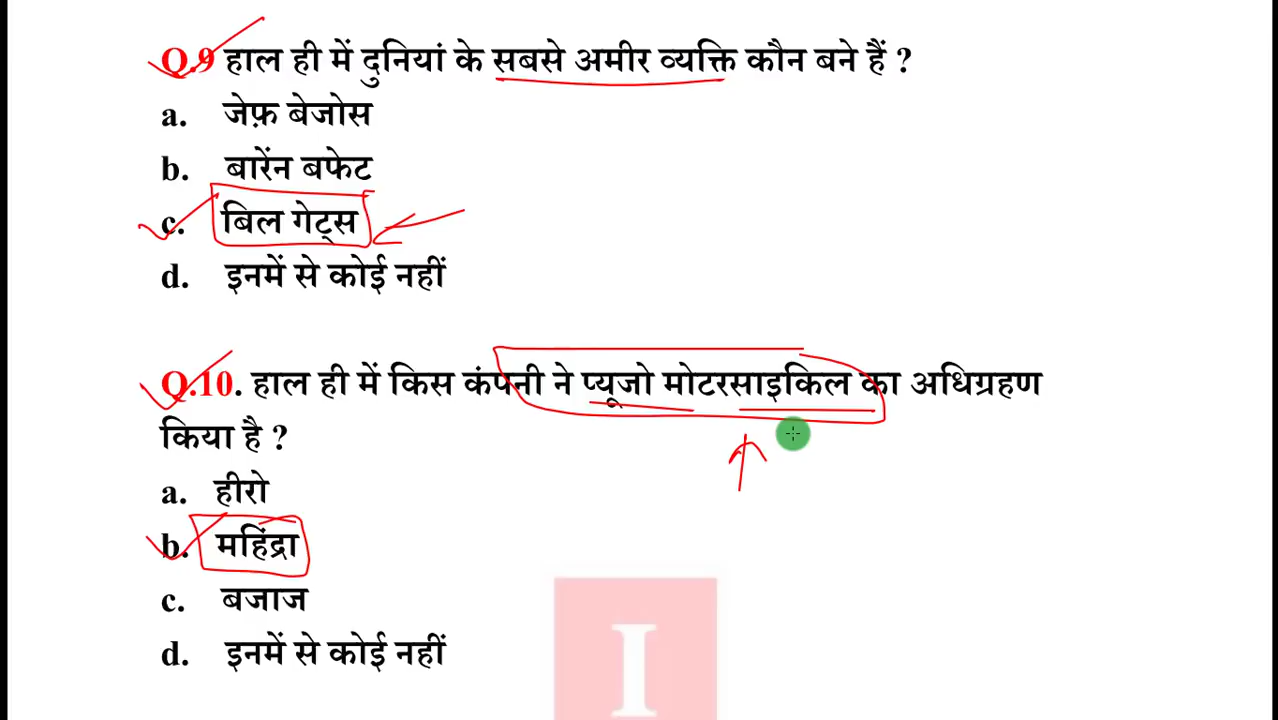 Q.9 हाल ही में दुनियां के सबसे अमीर व्यक्ति कौन बने हैं ?
a. जेफ़ बेजोस
b. बारेंन बफेट
c. बिल गेट्स
d. इनमें से कोई नहीं
Q.10. हाल ही में किस कंपनी ने प्यूजो मोटरसाइकिल का अधिग्रहण
किया है ?
a. हीरो
b. महिंद्रा
c. बजाज
d. इनमें से कोई नहीं
I